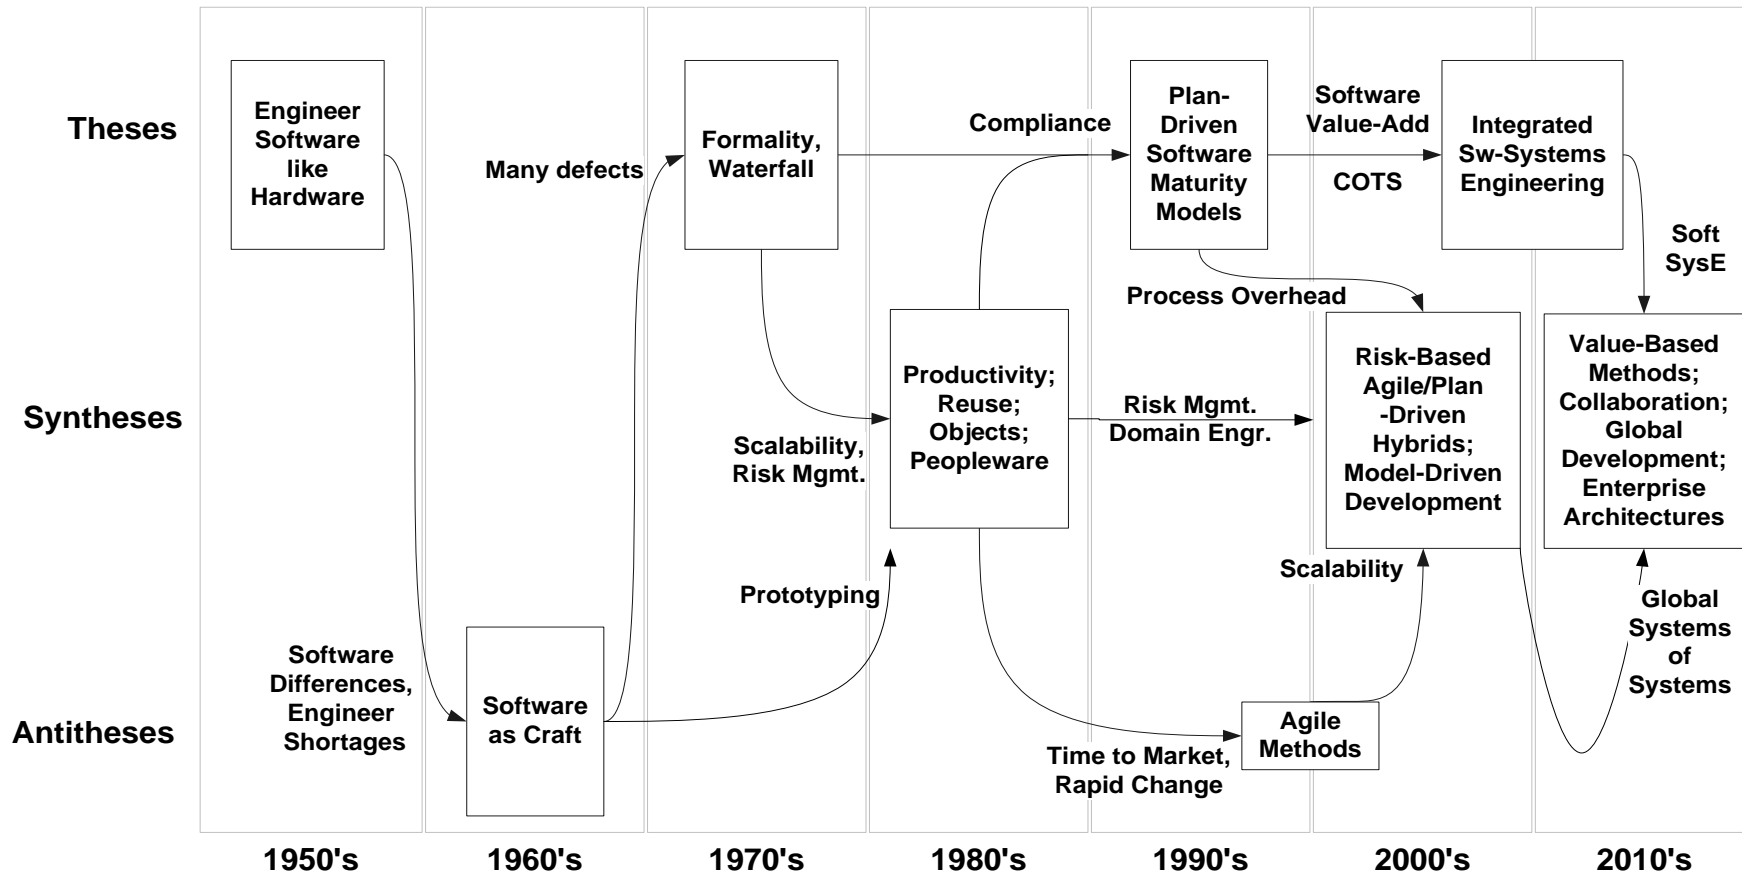 Theses
Engineer
Software
like
Hardware
Many defects
Formality,
Waterfall
Compliance
Plan-
Driven
Software
Maturity
Models
Software
Value-Add
COTS
Integrated
Sw-Systems
Engineering
Soft
SysE
Process Overhead
Syntheses
Scalability,
Risk Mgmt.
Productivity;
Reuse;
Objects;
Peopleware
Risk Mgmt.
Domain Engr.
Risk-Based
Agile/Plan
-Driven
Hybrids;
Model-Driven
Development
Value-Based
Methods;
Collaboration;
Global
Development;
Enterprise
Architectures
Prototyping
Scalability
Global
Systems
of
Systems
Antitheses
Software
Differences,
Engineer
Shortages
Software
as Craft
Time to Market,
Rapid Change
Agile
Methods
1950's
1960's
1970's
1980's
1990's
2000's
2010's